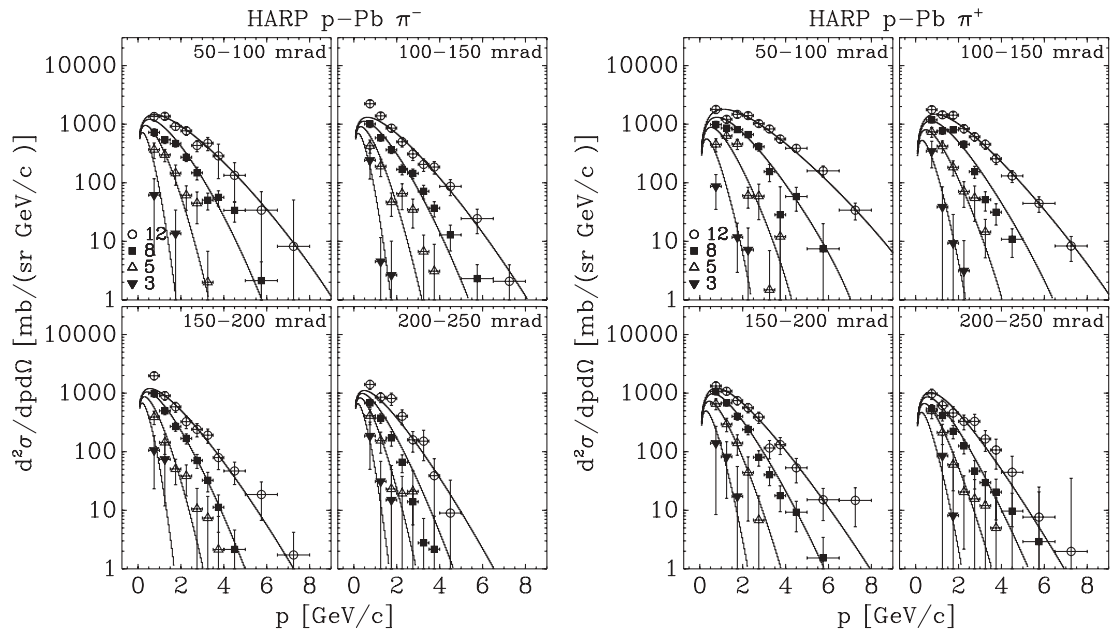 HARP p−Pb π⁻
HARP p−Pb π⁺
d²σ/dpdΩ [mb/(sr GeV/c )]
50−100 mrad
100−150 mrad
10000
1000
100
10
1
12
8
5
3
150−200 mrad
200−250 mrad
10000
1000
100
10
1
d²σ/dpdΩ [mb/(sr GeV/c )]
0 2 4 6 8
0 2 4 6 8
p [GeV/c]
d²σ/dpdΩ [mb/(sr GeV/c )]
50−100 mrad
100−150 mrad
10000
1000
100
10
1
12
8
5
3
150−200 mrad
200−250 mrad
10000
1000
100
10
1
d²σ/dpdΩ [mb/(sr GeV/c )]
0 2 4 6 8
0 2 4 6 8
p [GeV/c]